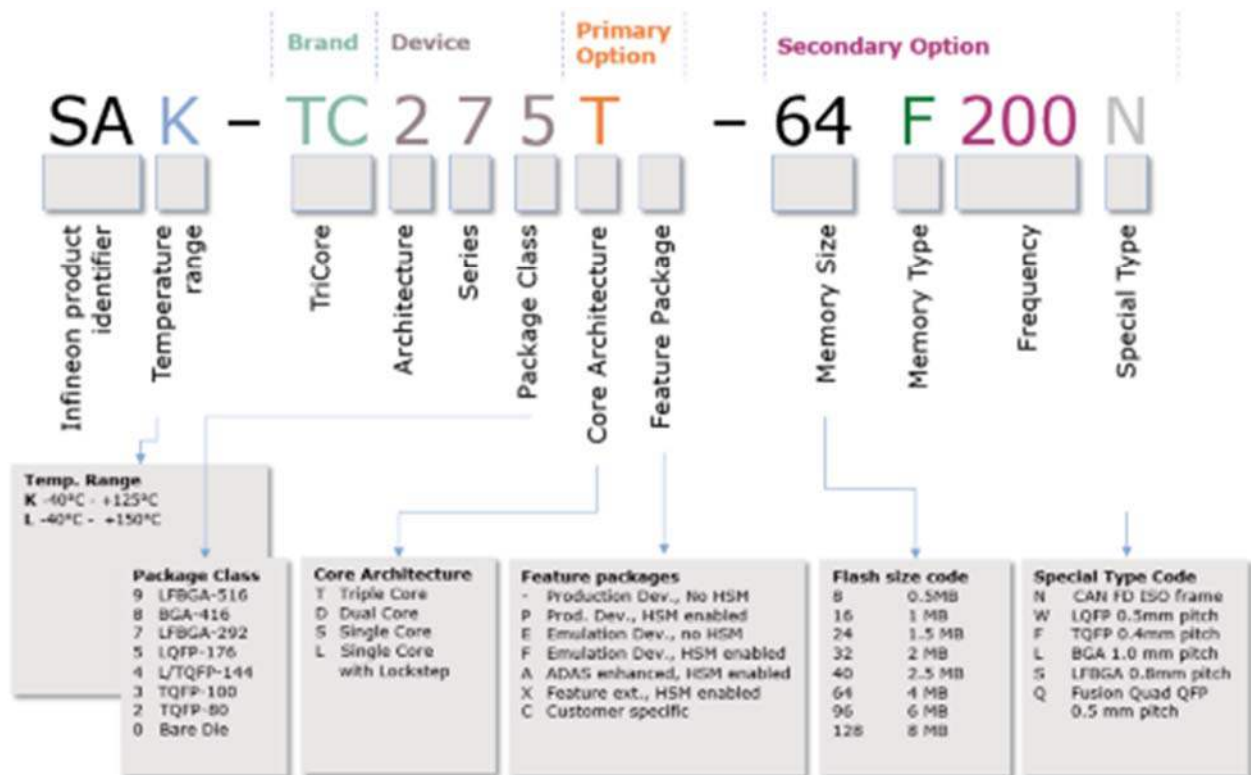 Brand Device Primary Option Secondary Option
SAK-TC275T -64F200N
Infineon product identifier
Temperature range
TriCore
Architecture
Series
Package Class
Core Architecture
Feature Package
Memory Size
Memory Type
Frequency
Special Type
Temp. Range
K -40°C - +125°C
L -40°C - +150°C
Package Class
9 LFBGA-516
8 BGA-416
7 LFBGA-292
5 LQFP-176
4 L/TQFP-144
3 TQFP-100
2 TQFP-80
0 Bare Die
Core Architecture
T Triple Core
D Dual Core
S Single Core
L Single Core
with Lockstep
Feature packages
- Production Dev., No HSM
P Prod. Dev., HSM enabled
E Emulation Dev., no HSM
F Emulation Dev., HSM enabled
A ADAS enhanced, HSM enabled
X Feature ext., HSM enabled
C Customer specific
Flash size code
8 0.5MB
16 1 MB
24 1.5 MB
32 2 MB
40 2.5 MB
64 4 MB
96 6 MB
128 8 MB
Special Type Code
N CAN FD ISO frame
W LQFP 0.5mm pitch
F TQFP 0.4mm pitch
L BGA 1.0 mm pitch
S LFBGA 0.8mm pitch
Q Fusion Quad QFP
0.5 mm pitch